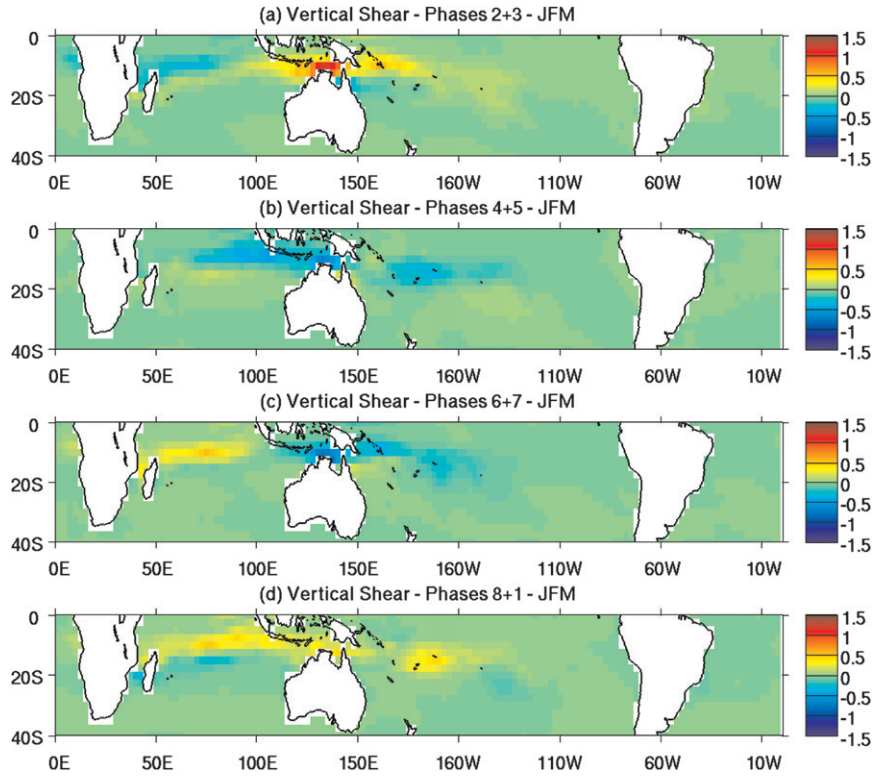 (a) Vertical Shear - Phases 2+3 - JFM
0
20S
40S
0E 50E 100E 150E 160W 110W 60W 10W
1.5
1
0.5
0
-0.5
-1
-1.5
(b) Vertical Shear - Phases 4+5 - JFM
0
20S
40S
0E 50E 100E 150E 160W 110W 60W 10W
1.5
1
0.5
0
-0.5
-1
-1.5
(c) Vertical Shear - Phases 6+7 - JFM
0
20S
40S
0E 50E 100E 150E 160W 110W 60W 10W
1.5
1
0.5
0
-0.5
-1
-1.5
(d) Vertical Shear - Phases 8+1 - JFM
0
20S
40S
0E 50E 100E 150E 160W 110W 60W 10W
1.5
1
0.5
0
-0.5
-1
-1.5